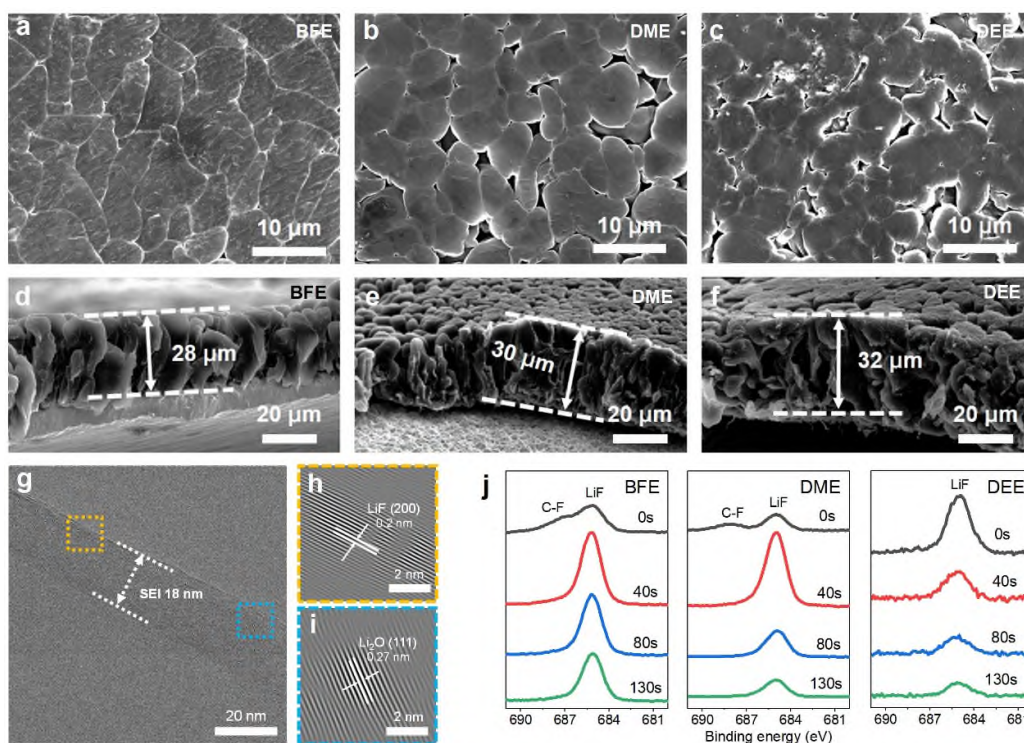 a
BFE
10 µm
b
DME
10 µm
c
DEE
10 µm
d
BFE
28 µm
20 µm
e
DME
30 µm
20 µm
f
DEE
32 µm
20 µm
g
SEI 18 nm
20 nm
h
LiF (200)
0.2 nm
2 nm
i
Li₂O (111)
0.27 nm
2 nm
j
BFE
C-F
LiF
0s
40s
80s
130s
690 687 684 681
DME
C-F
LiF
0s
40s
80s
130s
690 687 684 681
DEE
LiF
0s
40s
80s
130s
690 687 684
Binding energy (eV)